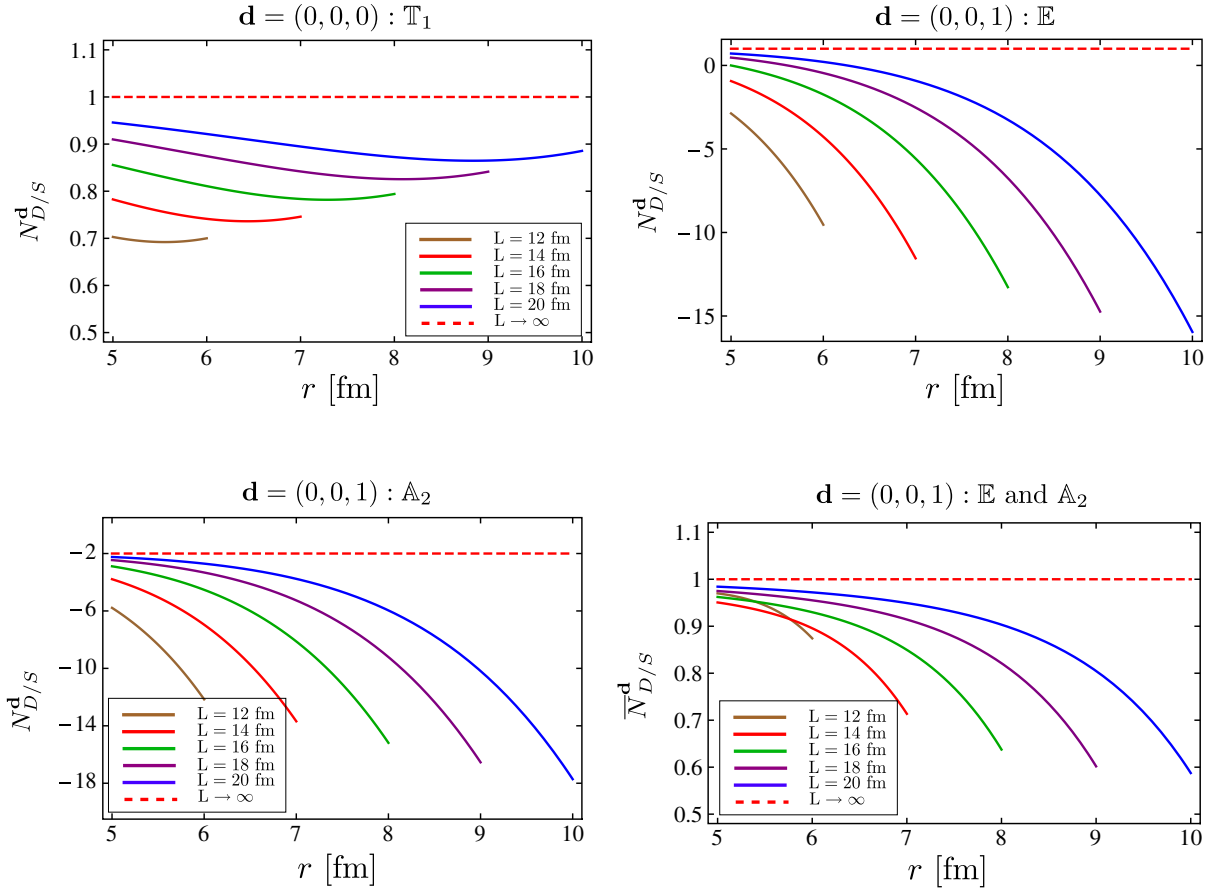 d = (0, 0, 0) : 𝕋₁
N^d_{D/S}
1.1
1
0.9
0.8
0.7
0.6
0.5
L = 12 fm
L = 14 fm
L = 16 fm
L = 18 fm
L = 20 fm
L → ∞
5 6 7 8 9 10
r [fm]
d = (0, 0, 1) : 𝔼
N^d_{D/S}
0
−5
−10
−15
5 6 7 8 9 10
r [fm]
d = (0, 0, 1) : 𝔸₂
N^d_{D/S}
−2
−6
−10
−14
−18
L = 12 fm
L = 14 fm
L = 16 fm
L = 18 fm
L = 20 fm
L → ∞
5 6 7 8 9 10
r [fm]
d = (0, 0, 1) : 𝔼 and 𝔸₂
N̅^d_{D/S}
1.1
1
0.9
0.8
0.7
0.6
0.5
L = 12 fm
L = 14 fm
L = 16 fm
L = 18 fm
L = 20 fm
L → ∞
5 6 7 8 9 10
r [fm]